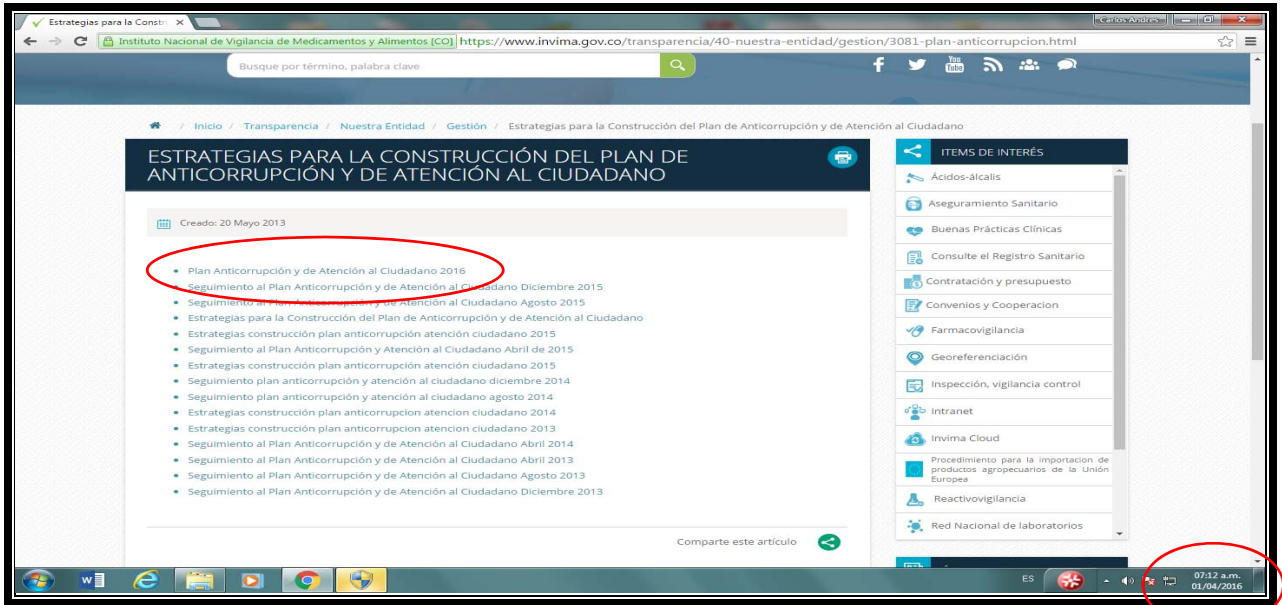 Estrategias para la Constr
Carlos Andres
Instituto Nacional de Vigilancia de Medicamentos y Alimentos [CO] https://www.invima.gov.co/transparencia/40-nuestra-entidad/gestion/3081-plan-anticorrupcion.html
Busque por término, palabra clave
You Tube
/ Inicio / Transparencia / Nuestra Entidad / Gestión / Estrategias para la Construcción del Plan de Anticorrupción y de Atención al Ciudadano
ESTRATEGIAS PARA LA CONSTRUCCIÓN DEL PLAN DE
ANTICORRUPCIÓN Y DE ATENCIÓN AL CIUDADANO
Creado: 20 Mayo 2013
• Plan Anticorrupción y de Atención al Ciudadano 2016
• Seguimiento al Plan Anticorrupción y de Atención al Ciudadano Diciembre 2015
• Seguimiento al Plan Anticorrupción y de Atención al Ciudadano Agosto 2015
• Estrategias para la Construcción del Plan de Anticorrupción y de Atención al Ciudadano
• Estrategias construcción plan anticorrupción atención ciudadano 2015
• Seguimiento al Plan Anticorrupción y Atención al Ciudadano Abril de 2015
• Estrategias construcción plan anticorrupción atención ciudadano 2015
• Seguimiento plan anticorrupción y atención al ciudadano diciembre 2014
• Seguimiento plan anticorrupción y atención al ciudadano agosto 2014
• Estrategias construcción plan anticorrupcion atencion ciudadano 2014
• Estrategias construcción plan anticorrupcion atencion ciudadano 2013
• Seguimiento al Plan Anticorrupción y de Atención al Ciudadano Abril 2014
• Seguimiento al Plan Anticorrupción y de Atención al Ciudadano Abril 2013
• Seguimiento al Plan Anticorrupción y de Atención al Ciudadano Agosto 2013
• Seguimiento al Plan Anticorrupción y de Atención al Ciudadano Diciembre 2013
Comparte este artículo
ITEMS DE INTERÉS
Ácidos-álcalis
Aseguramiento Sanitario
Buenas Prácticas Clínicas
Consulte el Registro Sanitario
Contratación y presupuesto
Convenios y Cooperacion
Farmacovigilancia
Georeferenciación
Inspección, vigilancia control
Intranet
Invima Cloud
Procedimiento para la importacion de
productos agropecuarios de la Unión
Europea
Reactivovigilancia
Red Nacional de laboratorios
ES
07:12 a.m.
01/04/2016